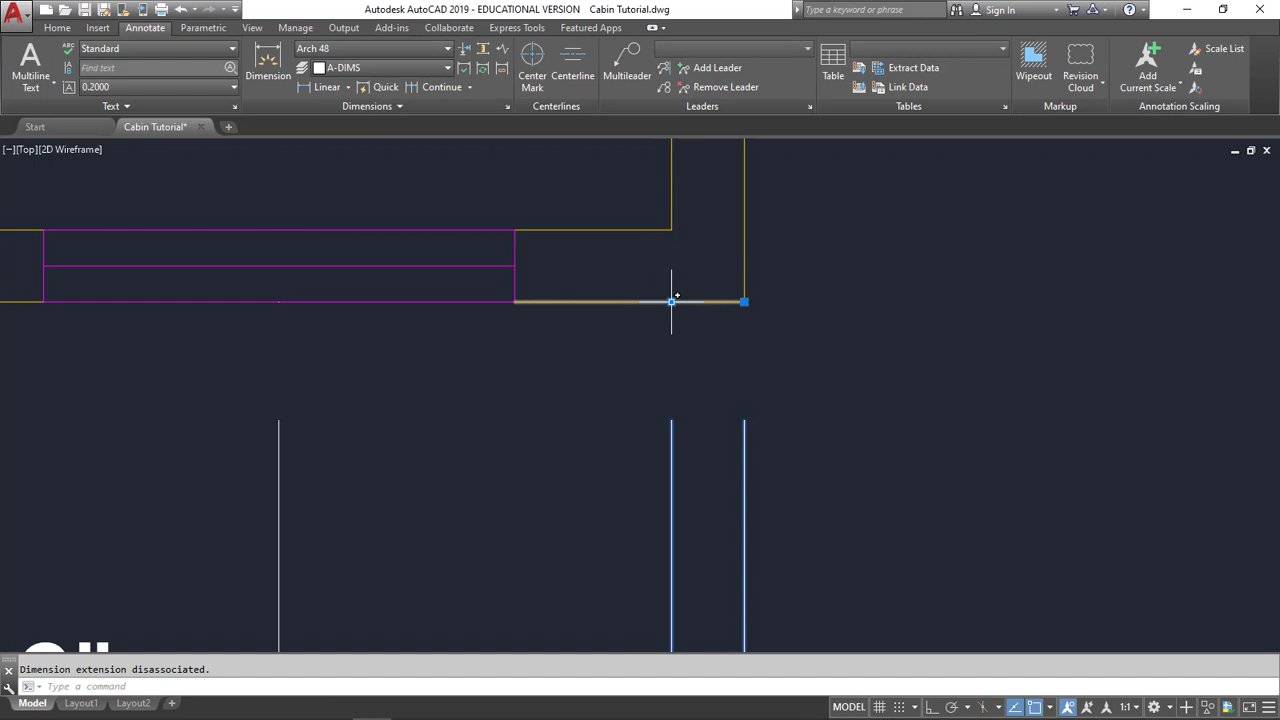 Autodesk AutoCAD 2019 - EDUCATIONAL VERSION Cabin Tutorial.dwg
Type a keyword or phrase
Sign In
Home Insert Annotate Parametric View Manage Output Add-ins Collaborate Express Tools Featured Apps
Multiline Text
Standard
Find text
0.2000
Text
Dimension
Arch 48
A-DIMS
Linear Quick Continue
Dimensions
Center Mark
Centerline
Centerlines
Multileader
Add Leader
Remove Leader
Leaders
Table
Extract Data
Link Data
Tables
Wipeout
Revision Cloud
Markup
Add Current Scale
Scale List
Annotation Scaling
Start
Cabin Tutorial*
[−][Top][2D Wireframe]
Dimension extension disassociated.
Type a command
Model Layout1 Layout2
MODEL
1:1